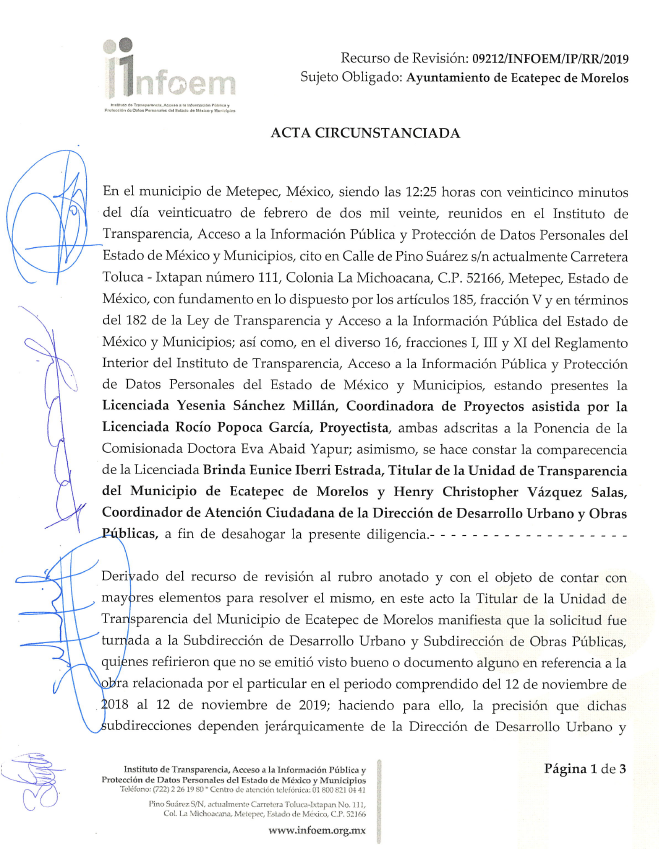 infoem
Instituto de Transparencia, Acceso a la Información Pública y
Protección de Datos Personales del Estado de México y Municipios
Recurso de Revisión: 09212/INFOEM/IP/RR/2019
Sujeto Obligado: Ayuntamiento de Ecatepec de Morelos
ACTA CIRCUNSTANCIADA
En el municipio de Metepec, México, siendo las 12:25 horas con veinticinco minutos
del día veinticuatro de febrero de dos mil veinte, reunidos en el Instituto de
Transparencia, Acceso a la Información Pública y Protección de Datos Personales del
Estado de México y Municipios, cito en Calle de Pino Suárez s/n actualmente Carretera
Toluca - Ixtapan número 111, Colonia La Michoacana, C.P. 52166, Metepec, Estado de
México, con fundamento en lo dispuesto por los artículos 185, fracción V y en términos
del 182 de la Ley de Transparencia y Acceso a la Información Pública del Estado de
México y Municipios; así como, en el diverso 16, fracciones I, III y XI del Reglamento
Interior del Instituto de Transparencia, Acceso a la Información Pública y Protección
de Datos Personales del Estado de México y Municipios, estando presentes la
Licenciada Yesenia Sánchez Millán, Coordinadora de Proyectos asistida por la
Licenciada Rocío Popoca García, Proyectista, ambas adscritas a la Ponencia de la
Comisionada Doctora Eva Abaid Yapur; asimismo, se hace constar la comparecencia
de la Licenciada Brinda Eunice Iberri Estrada, Titular de la Unidad de Transparencia
del Municipio de Ecatepec de Morelos y Henry Christopher Vázquez Salas,
Coordinador de Atención Ciudadana de la Dirección de Desarrollo Urbano y Obras
Públicas, a fin de desahogar la presente diligencia.- - - - - - - - - - - - - - - - - - -
Derivado del recurso de revisión al rubro anotado y con el objeto de contar con
mayores elementos para resolver el mismo, en este acto la Titular de la Unidad de
Transparencia del Municipio de Ecatepec de Morelos manifiesta que la solicitud fue
turnada a la Subdirección de Desarrollo Urbano y Subdirección de Obras Públicas,
quienes refirieron que no se emitió visto bueno o documento alguno en referencia a la
obra relacionada por el particular en el periodo comprendido del 12 de noviembre de
2018 al 12 de noviembre de 2019; haciendo para ello, la precisión que dichas
subdirecciones dependen jerárquicamente de la Dirección de Desarrollo Urbano y
Instituto de Transparencia, Acceso a la Información Pública y
Protección de Datos Personales del Estado de México y Municipios
Teléfono: (722) 2 26 19 80 * Centro de atención telefónica: 01 800 821 04 41
Pino Suárez S/N, actualmente Carretera Toluca-Ixtapan No. 111,
Col. La Michoacana, Metepec, Estado de México, C.P. 52166
www.infoem.org.mx
Página 1 de 3